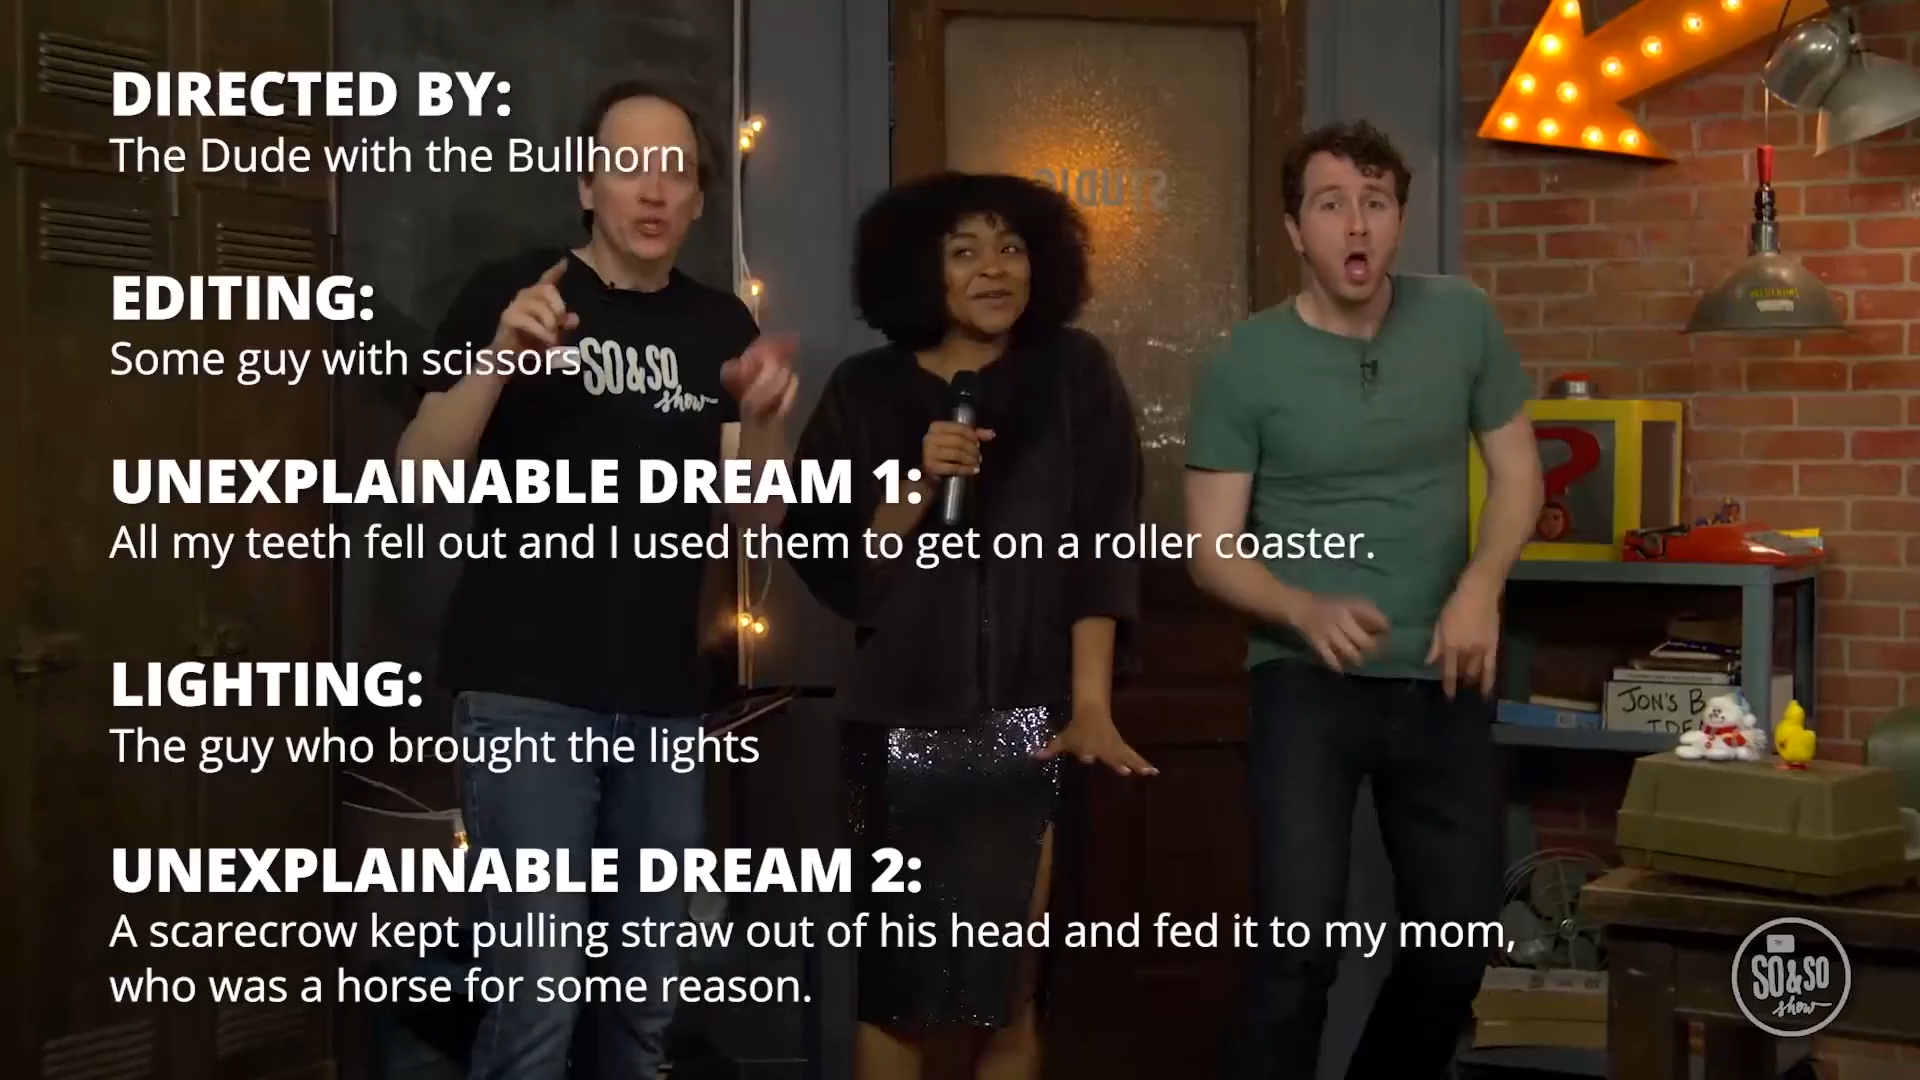 DIRECTED BY:
The Dude with the Bullhorn
EDITING:
Some guy with scissors
SO&SO
show
UNEXPLAINABLE DREAM 1:
All my teeth fell out and I used them to get on a roller coaster.
LIGHTING:
The guy who brought the lights
JON'S B
UNEXPLAINABLE DREAM 2:
A scarecrow kept pulling straw out of his head and fed it to my mom,
who was a horse for some reason.
SO&SO
show